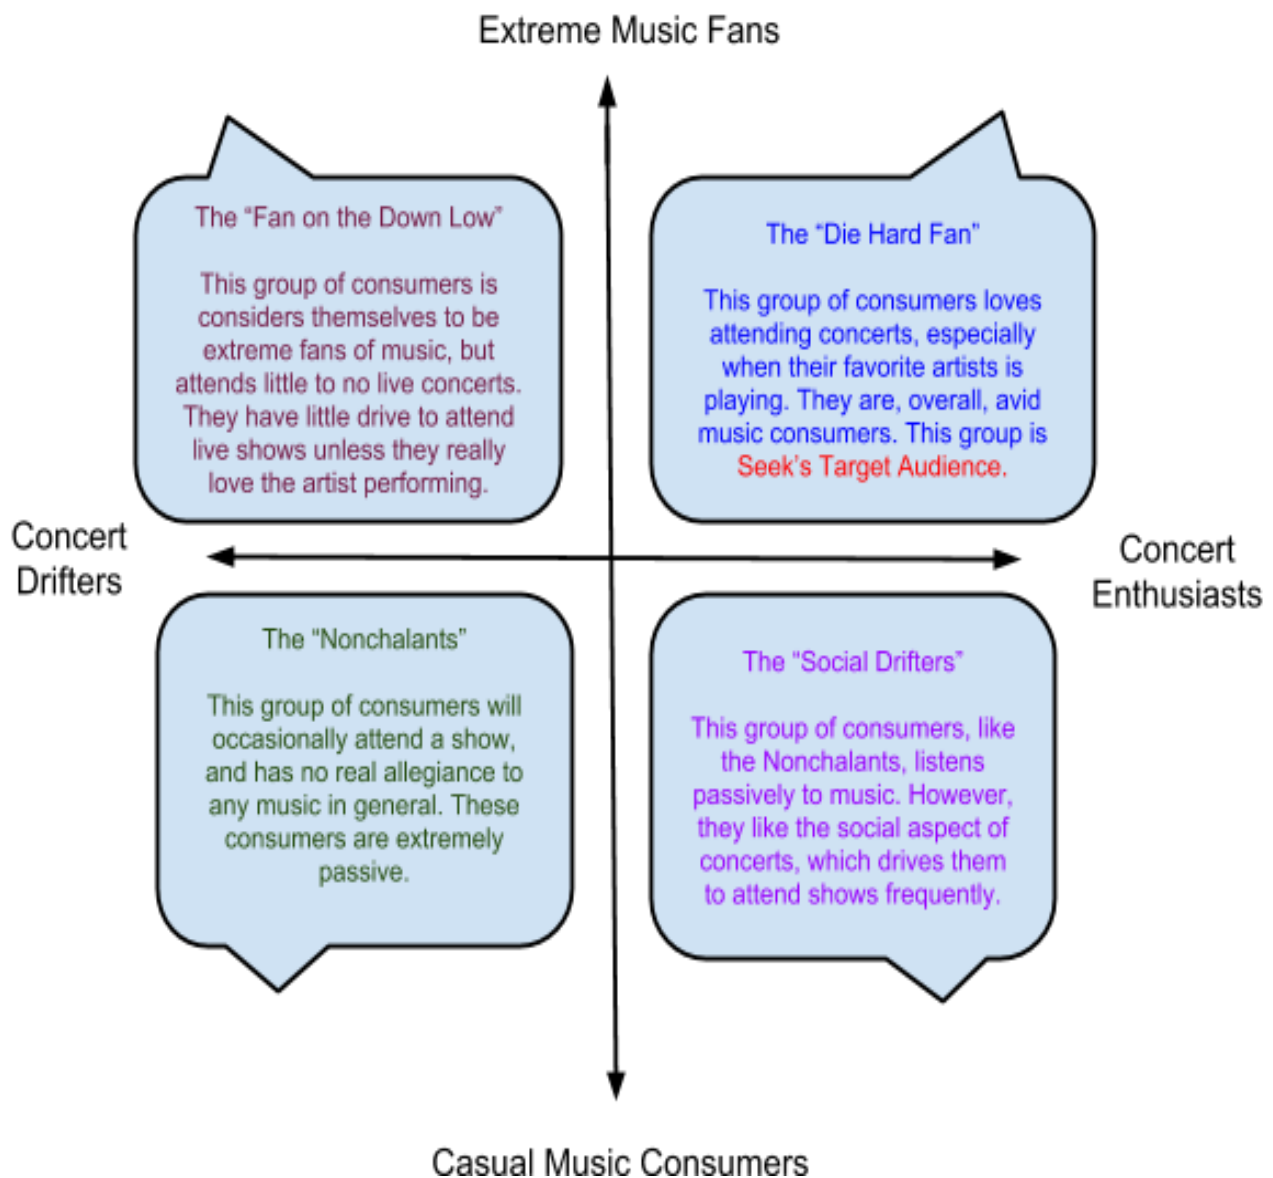 Extreme Music Fans
The “Fan on the Down Low”
This group of consumers is
considers themselves to be
extreme fans of music, but
attends little to no live concerts.
They have little drive to attend
live shows unless they really
love the artist performing.
The “Die Hard Fan”
This group of consumers loves
attending concerts, especially
when their favorite artists is
playing. They are, overall, avid
music consumers. This group is
Seek’s Target Audience.
Concert
Drifters
Concert
Enthusiasts
The “Nonchalants”
This group of consumers will
occasionally attend a show,
and has no real allegiance to
any music in general. These
consumers are extremely
passive.
The “Social Drifters”
This group of consumers, like
the Nonchalants, listens
passively to music. However,
they like the social aspect of
concerts, which drives them
to attend shows frequently.
Casual Music Consumers